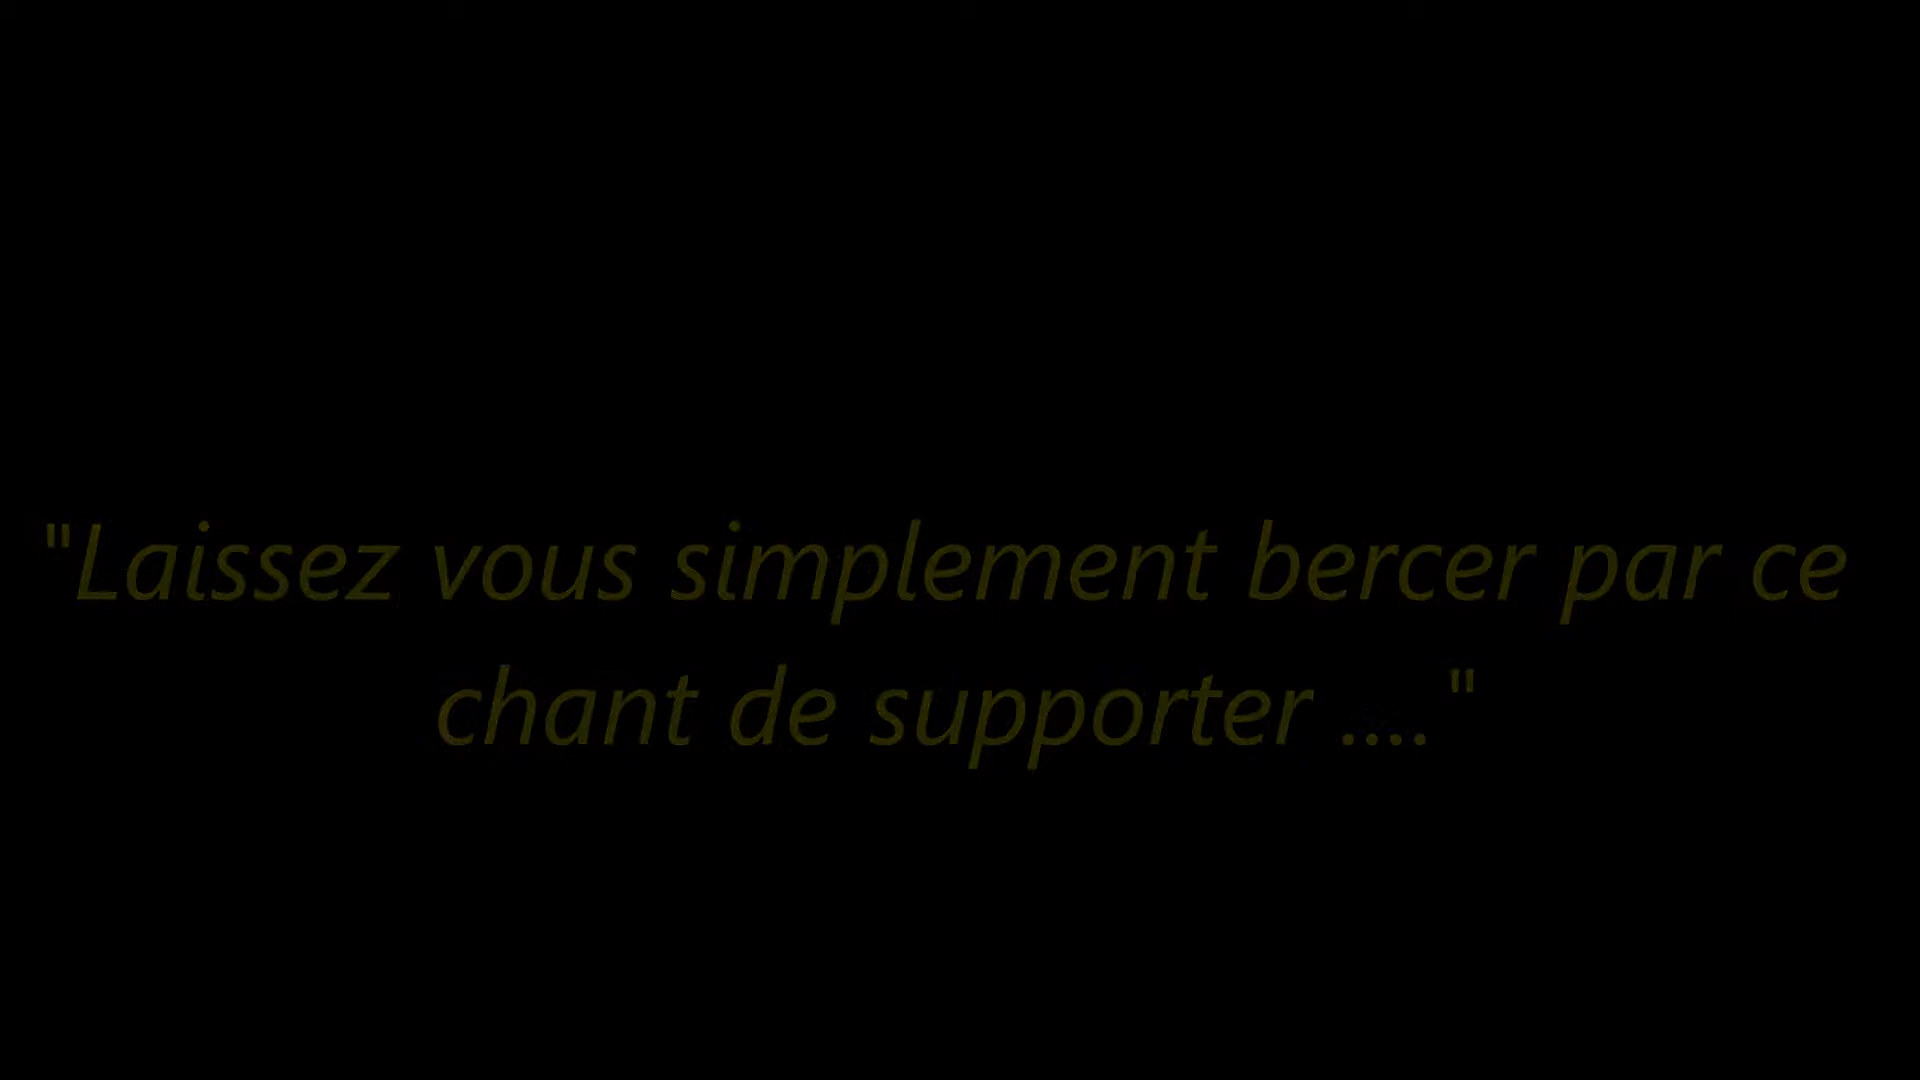 "Laissez vous simplement bercer par ce
chant de supporter ...."